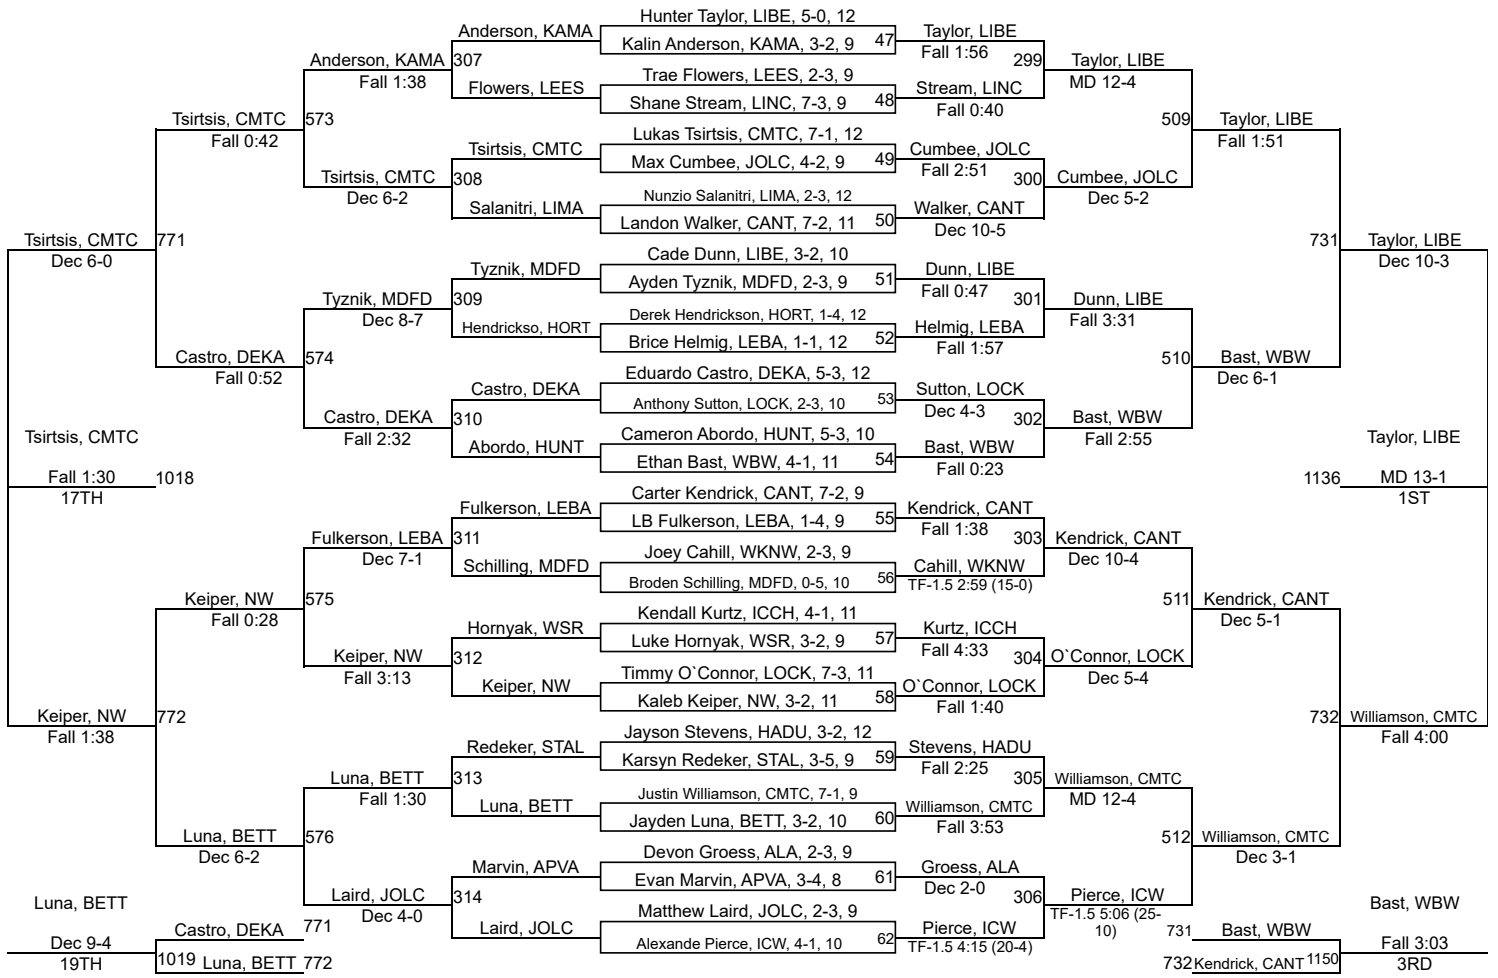 Hunter Taylor, LIBE, 5-0, 12
Anderson, KAMA
Kalin Anderson, KAMA, 3-2, 9
47
Taylor, LIBE
Fall 1:56
Anderson, KAMA
307
299
Taylor, LIBE
Fall 1:38
MD 12-4
Trae Flowers, LEES, 2-3, 9
Flowers, LEES
Shane Stream, LINC, 7-3, 9
48
Stream, LINC
Fall 0:40
Tsirtsis, CMTC
573
509
Taylor, LIBE
Fall 0:42
Fall 1:51
Lukas Tsirtsis, CMTC, 7-1, 12
Tsirtsis, CMTC
Max Cumbee, JOLC, 4-2, 9
49
Cumbee, JOLC
Fall 2:51
Tsirtsis, CMTC
308
300
Cumbee, JOLC
Dec 6-2
Dec 5-2
Nunzio Salanitri, LIMA, 2-3, 12
Salanitri, LIMA
Landon Walker, CANT, 7-2, 11
50
Walker, CANT
Dec 10-5
Tsirtsis, CMTC
771
731
Taylor, LIBE
Dec 6-0
Dec 10-3
Cade Dunn, LIBE, 3-2, 10
Tyznik, MDFD
Ayden Tyznik, MDFD, 2-3, 9
51
Dunn, LIBE
Fall 0:47
Tyznik, MDFD
309
301
Dunn, LIBE
Dec 8-7
Fall 3:31
Derek Hendrickson, HORT, 1-4, 12
Hendrickso, HORT
Brice Helmig, LEBA, 1-1, 12
52
Helmig, LEBA
Fall 1:57
Castro, DEKA
574
510
Bast, WBW
Fall 0:52
Dec 6-1
Eduardo Castro, DEKA, 5-3, 12
Castro, DEKA
Anthony Sutton, LOCK, 2-3, 10
53
Sutton, LOCK
Dec 4-3
Castro, DEKA
310
302
Bast, WBW
Fall 2:32
Fall 2:55
Cameron Abordo, HUNT, 5-3, 10
Abordo, HUNT
Ethan Bast, WBW, 4-1, 11
54
Bast, WBW
Fall 0:23
Tsirtsis, CMTC
Taylor, LIBE
Fall 1:30
1018
1136
MD 13-1
17TH
1ST
Carter Kendrick, CANT, 7-2, 9
Fulkerson, LEBA
LB Fulkerson, LEBA, 1-4, 9
55
Kendrick, CANT
Fall 1:38
Fulkerson, LEBA
311
303
Kendrick, CANT
Dec 7-1
Dec 10-4
Joey Cahill, WKNW, 2-3, 9
Schilling, MDFD
Broden Schilling, MDFD, 0-5, 10
56
Cahill, WKNW
TF-1.5 2:59 (15-0)
Keiper, NW
575
511
Kendrick, CANT
Fall 0:28
Dec 5-1
Kendall Kurtz, ICCH, 4-1, 11
Hornyak, WSR
Luke Hornyak, WSR, 3-2, 9
57
Kurtz, ICCH
Fall 4:33
Keiper, NW
312
304
O`Connor, LOCK
Fall 3:13
Dec 5-4
Timmy O`Connor, LOCK, 7-3, 11
Keiper, NW
Kaleb Keiper, NW, 3-2, 11
58
O`Connor, LOCK
Fall 1:40
Keiper, NW
772
732
Williamson, CMTC
Fall 1:38
Fall 4:00
Jayson Stevens, HADU, 3-2, 12
Redeker, STAL
Karsyn Redeker, STAL, 3-5, 9
59
Stevens, HADU
Fall 2:25
Luna, BETT
313
305
Williamson, CMTC
Fall 1:30
MD 12-4
Justin Williamson, CMTC, 7-1, 9
Luna, BETT
Jayden Luna, BETT, 3-2, 10
60
Williamson, CMTC
Fall 3:53
Luna, BETT
576
512
Williamson, CMTC
Dec 6-2
Dec 3-1
Devon Groess, ALA, 2-3, 9
Marvin, APVA
Evan Marvin, APVA, 3-4, 8
61
Groess, ALA
Dec 2-0
Laird, JOLC
314
306
Pierce, ICW
Dec 4-0
TF-1.5 5:06 (25-
10)
Matthew Laird, JOLC, 2-3, 9
Laird, JOLC
Alexande Pierce, ICW, 4-1, 10
62
Pierce, ICW
TF-1.5 4:15 (20-4)
Luna, BETT
Bast, WBW
Castro, DEKA
771
731
Bast, WBW
Dec 9-4
Fall 3:03
19TH
1019
Luna, BETT
772
732
Kendrick, CANT
1150
3RD